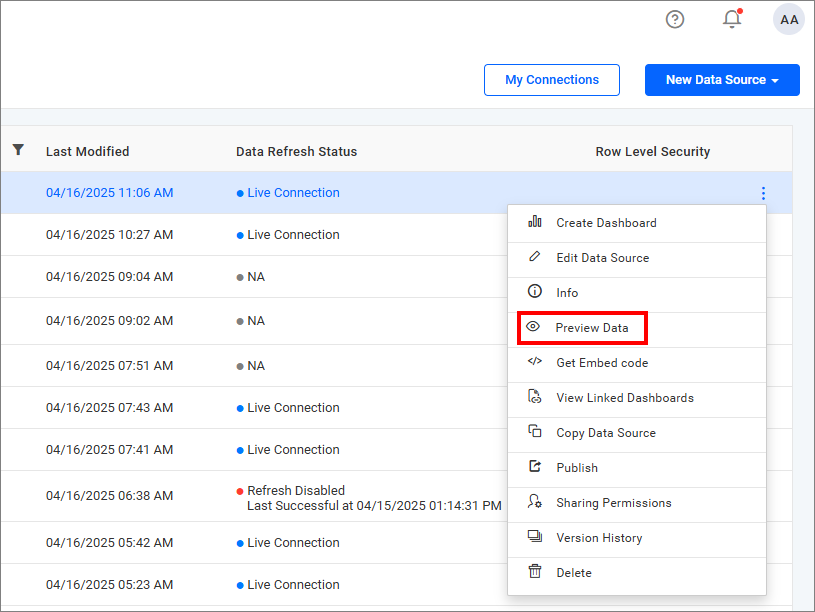 AA
My Connections
New Data Source
Last Modified
Data Refresh Status
Row Level Security
04/16/2025 11:06 AM
Live Connection
04/16/2025 10:27 AM
Live Connection
04/16/2025 09:04 AM
NA
04/16/2025 09:02 AM
NA
04/16/2025 07:51 AM
NA
04/16/2025 07:43 AM
Live Connection
04/16/2025 07:41 AM
Live Connection
04/16/2025 06:38 AM
Refresh Disabled
Last Successful at 04/15/2025 01:14:31 PM
04/16/2025 05:42 AM
Live Connection
04/16/2025 05:23 AM
Live Connection
Create Dashboard
Edit Data Source
Info
Preview Data
Get Embed code
View Linked Dashboards
Copy Data Source
Publish
Sharing Permissions
Version History
Delete